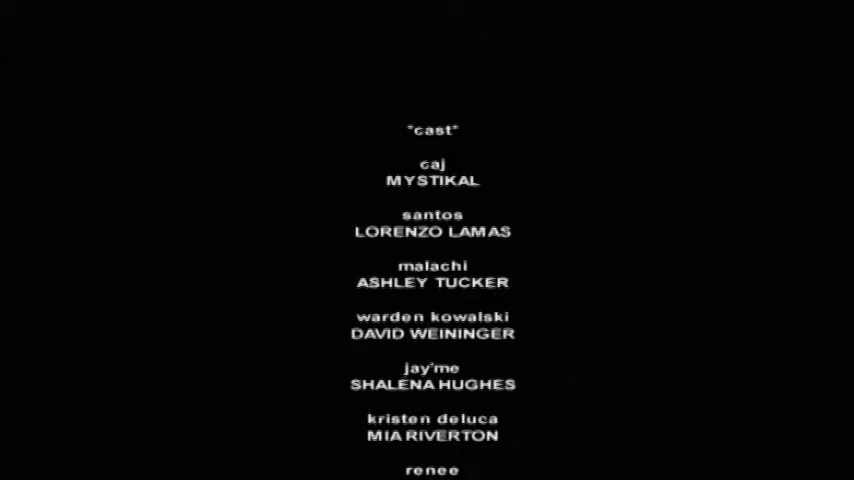 "cast"
caj
MYSTIKAL
santos
LORENZO LAMAS
malachi
ASHLEY TUCKER
warden kowalski
DAVID WEININGER
jay'me
SHALENA HUGHES
kristen deluca
MIA RIVERTON
renee